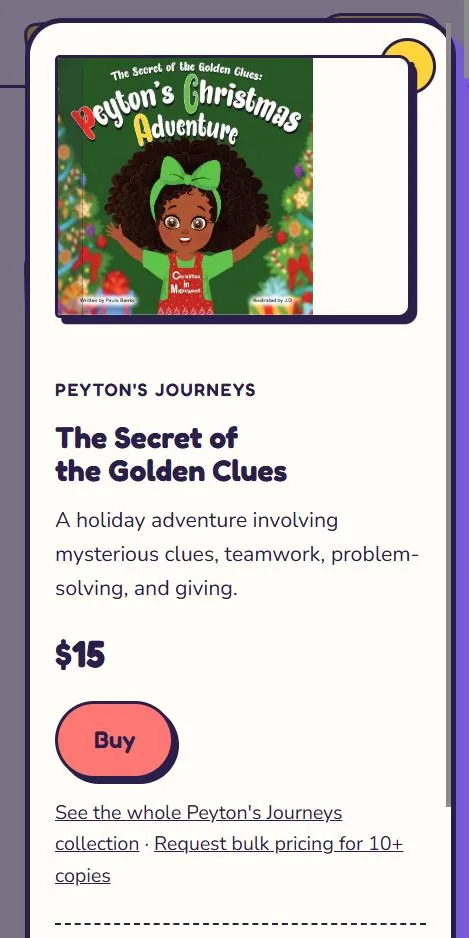 The Secret of the Golden Clues:
Peyton's Christmas
Adventure
Christmas
in
Maplewood
Written by Paula Banks
Illustrated by J.D.
PEYTON'S JOURNEYS
The Secret of
the Golden Clues
A holiday adventure involving
mysterious clues, teamwork, problem-
solving, and giving.
$15
Buy
See the whole Peyton's Journeys
collection · Request bulk pricing for 10+
copies